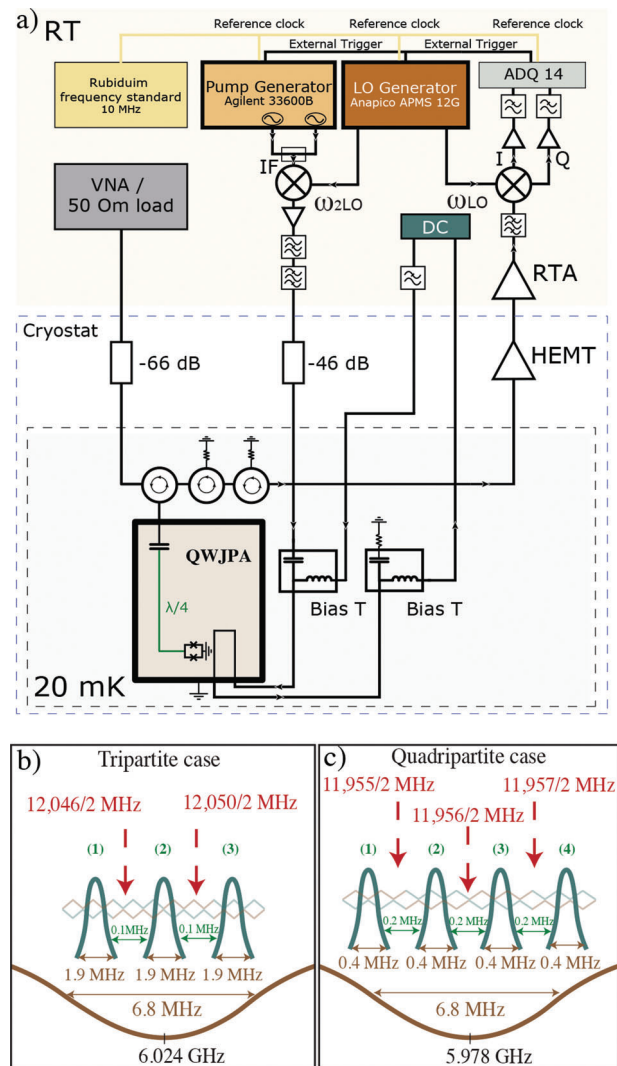 a)
RT
Reference clock
Reference clock
Reference clock
External Trigger
External Trigger
Rubiduim
frequency standard
10 MHz
Pump Generator
Agilent 33600B
LO Generator
Anapico APMS 12G
ADQ 14
IF
I
Q
VNA /
50 Om load
ω2LO
ωLO
DC
RTA
Cryostat
-66 dB
-46 dB
HEMT
QWJPA
λ/4
Bias T
Bias T
20 mK
b)
Tripartite case
12,046/2 MHz
12,050/2 MHz
(1)
(2)
(3)
0.1MHz
0.1 MHz
1.9 MHz
1.9 MHz
1.9 MHz
6.8 MHz
6.024 GHz
c)
Quadripartite case
11,955/2 MHz
11,957/2 MHz
11,956/2 MHz
(1)
(2)
(3)
(4)
0.2 MHz
0.2 MHz
0.2 MHz
0.4 MHz
0.4 MHz
0.4 MHz
0.4 MHz
6.8 MHz
5.978 GHz